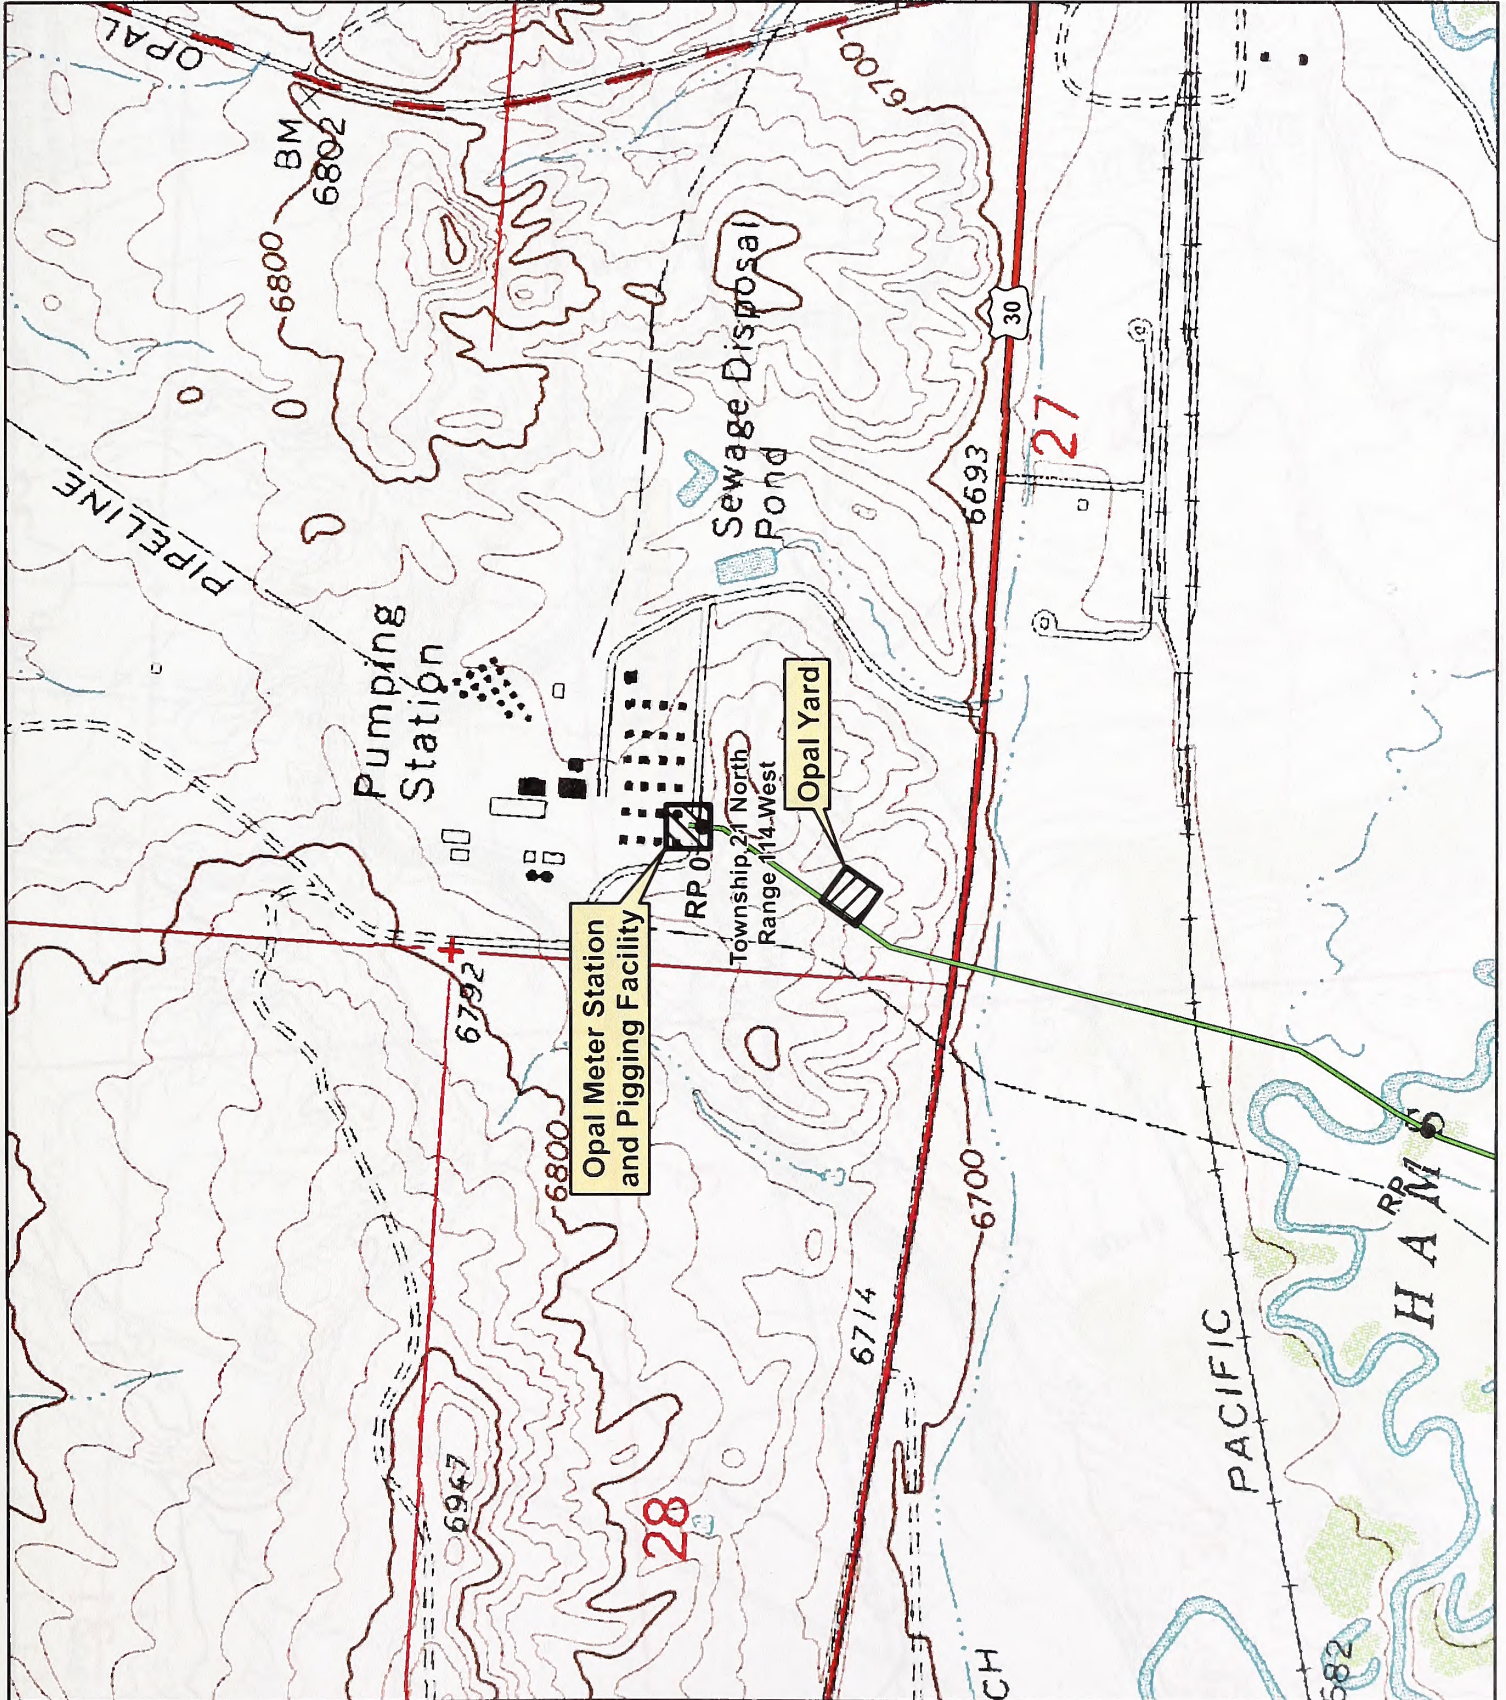 OPAL
BM
6802
6800
6700
PIPELINE
Pumping
Station
Sewage Disposal
Pond
30
27
6693
Opal Yard
Township 21 North
Range 114 West
RP 0
Opal Meter Station
and Pigging Facility
6792
6800
6700
6714
6947
28
PACIFIC
HAMS
RP
CH
682